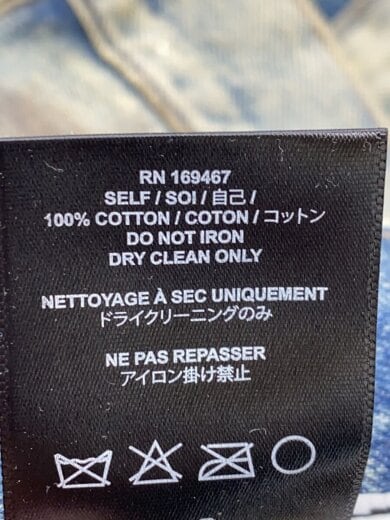 RN 169467
SELF / SOI / 自己 /
100% COTTON / COTON / コットン
DO NOT IRON
DRY CLEAN ONLY
NETTOYAGE À SEC UNIQUEMENT
ドライクリーニングのみ
NE PAS REPASSER
アイロン掛け禁止